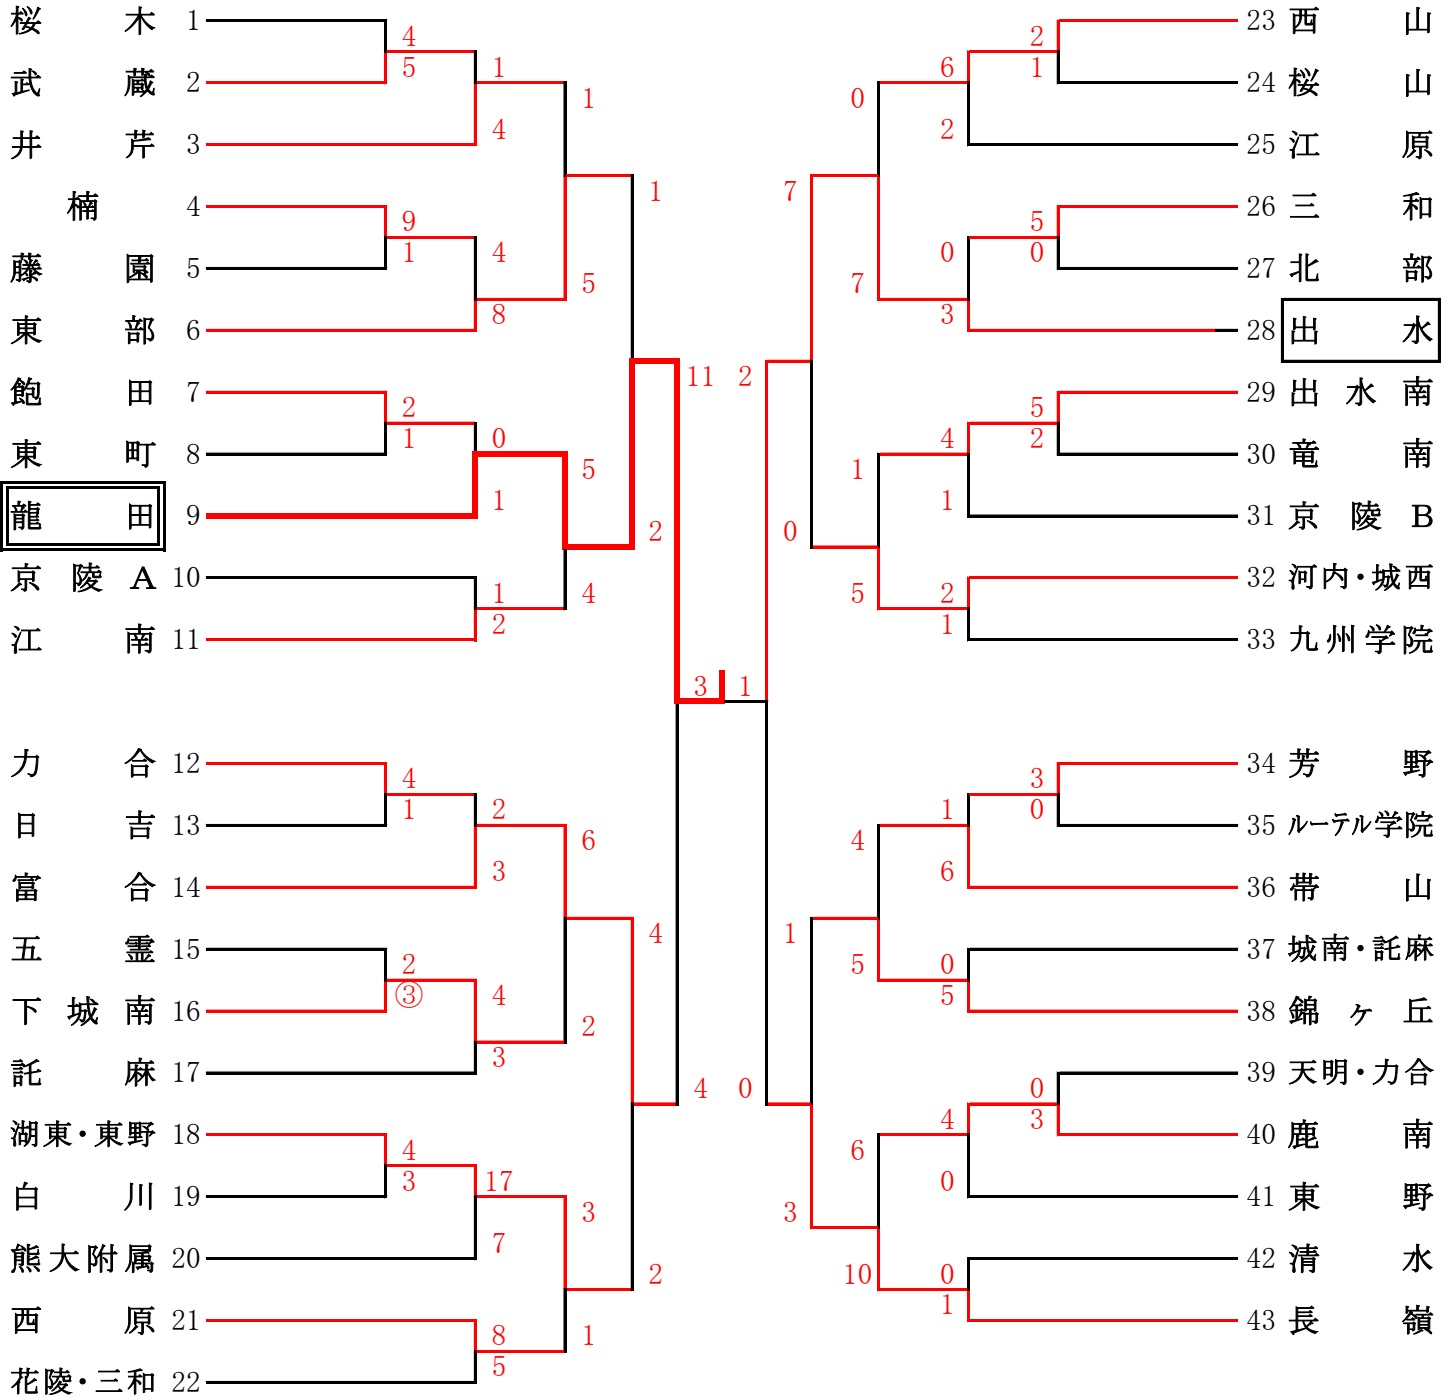 桜木 1
武蔵 2
井芹 3
楠 4
藤園 5
東部 6
飽田 7
東町 8
龍田 9
京陵A 10
江南 11
力合 12
日吉 13
富合 14
五霊 15
下城南 16
託麻 17
湖東・東野 18
白川 19
熊大附属 20
西原 21
花陵・三和 22
4
5
1
4
1
9
1
4
8
5
1
2
1
0
1
5
2
1
2
4
11
3
4
1
2
3
6
2
③
4
3
2
4
4
3
17
7
3
8
5
1
2
4
23 西山
24 桜山
25 江原
26 三和
27 北部
28 出水
29 出水南
30 竜南
31 京陵B
32 河内・城西
33 九州学院
34 芳野
35 ルーテル学院
36 帯山
37 城南・託麻
38 錦ヶ丘
39 天明・力合
40 鹿南
41 東野
42 清水
43 長嶺
2
1
6
2
0
5
0
0
3
7
7
5
2
4
1
1
2
1
5
0
2
1
3
0
1
6
4
0
5
5
1
0
3
4
0
6
0
1
10
3
0